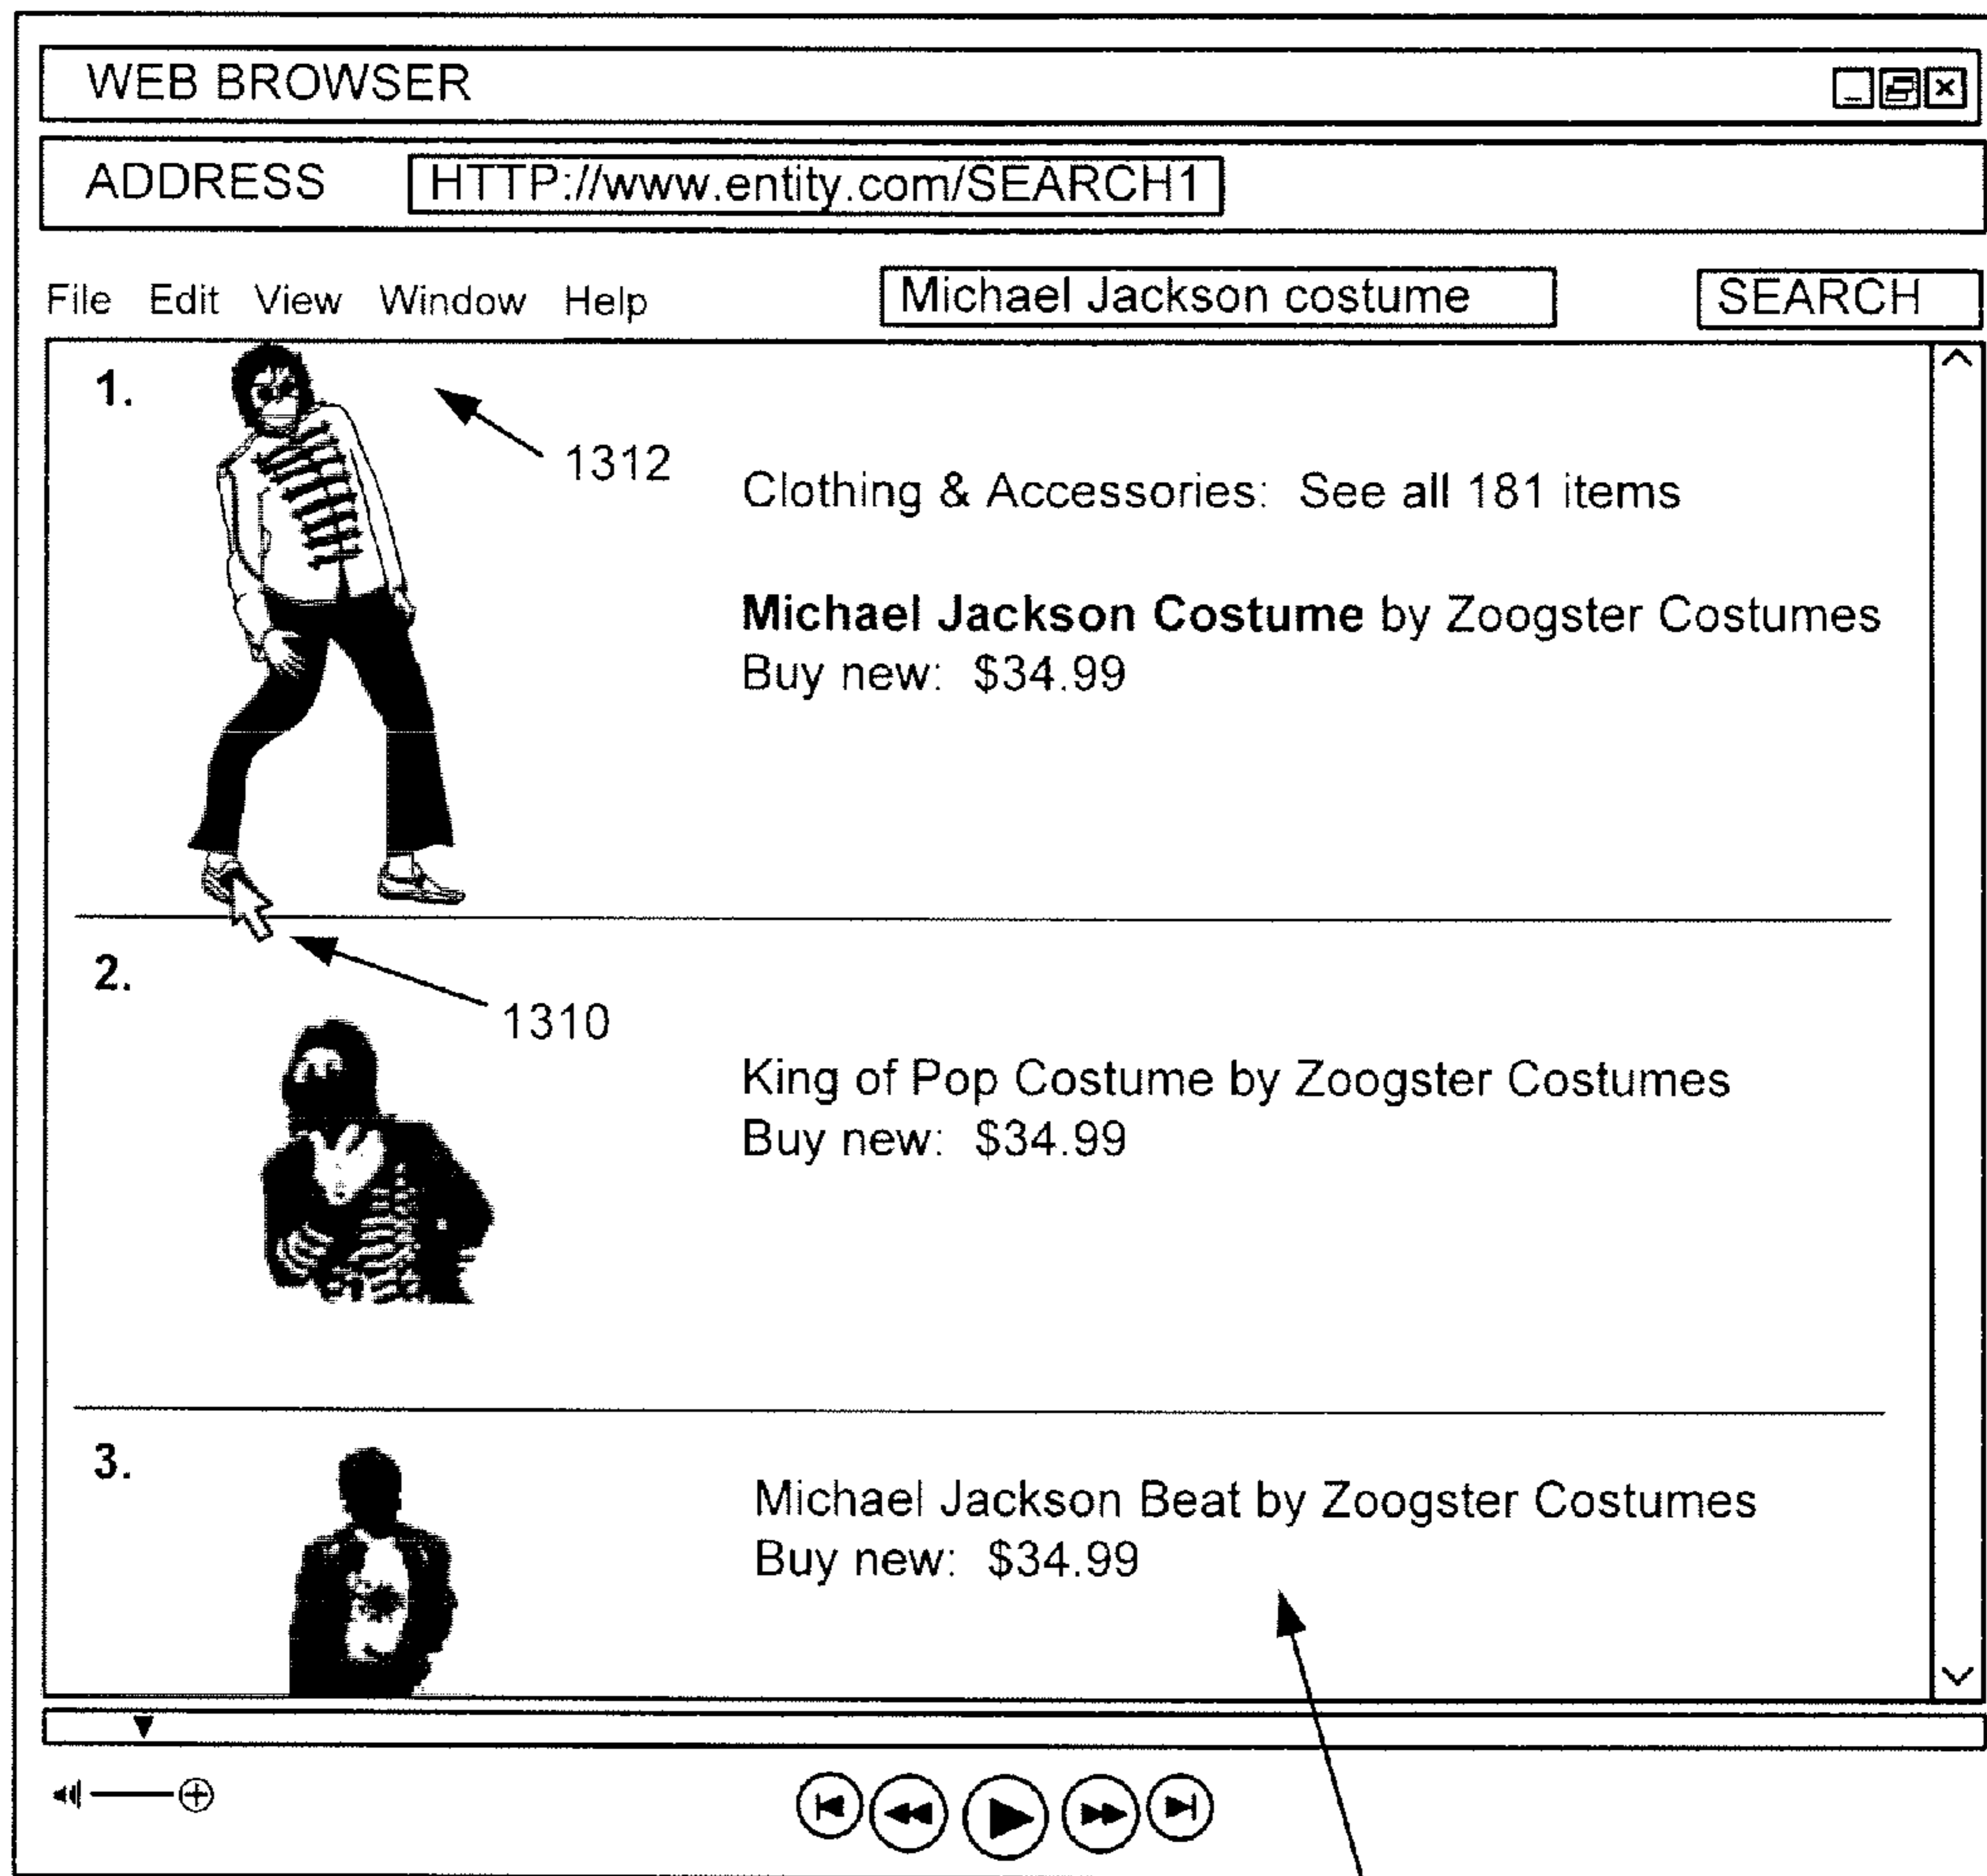 WEB BROWSER
ADDRESS HTTP://www.entity.com/SEARCH1
File Edit View Window Help Michael Jackson costume SEARCH
1.
1312
Clothing & Accessories: See all 181 items
Michael Jackson Costume by Zoogster Costumes
Buy new: $34.99
2.
1310
King of Pop Costume by Zoogster Costumes
Buy new: $34.99
3.
Michael Jackson Beat by Zoogster Costumes
Buy new: $34.99